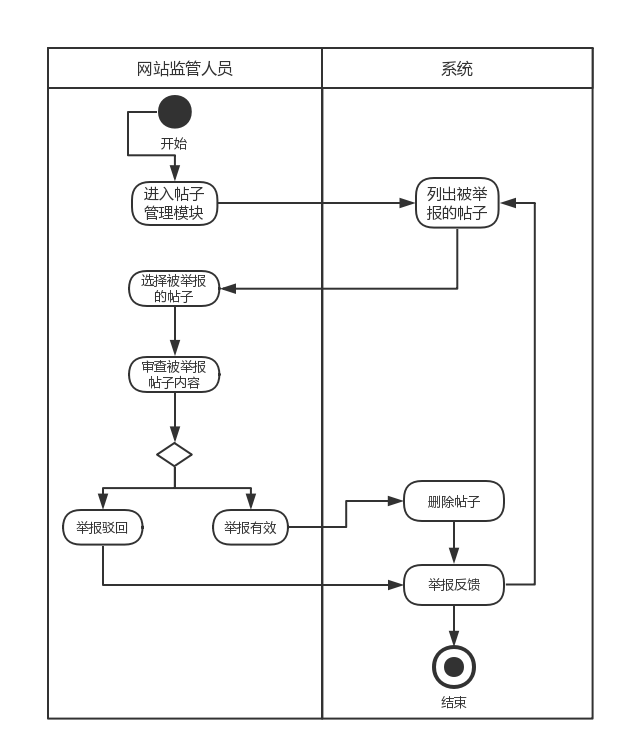 网站监管人员
系统
开始
进入帖子
管理模块
列出被举
报的帖子
选择被举报
的帖子
审查被举报
帖子内容
举报驳回
举报有效
删除帖子
举报反馈
结束